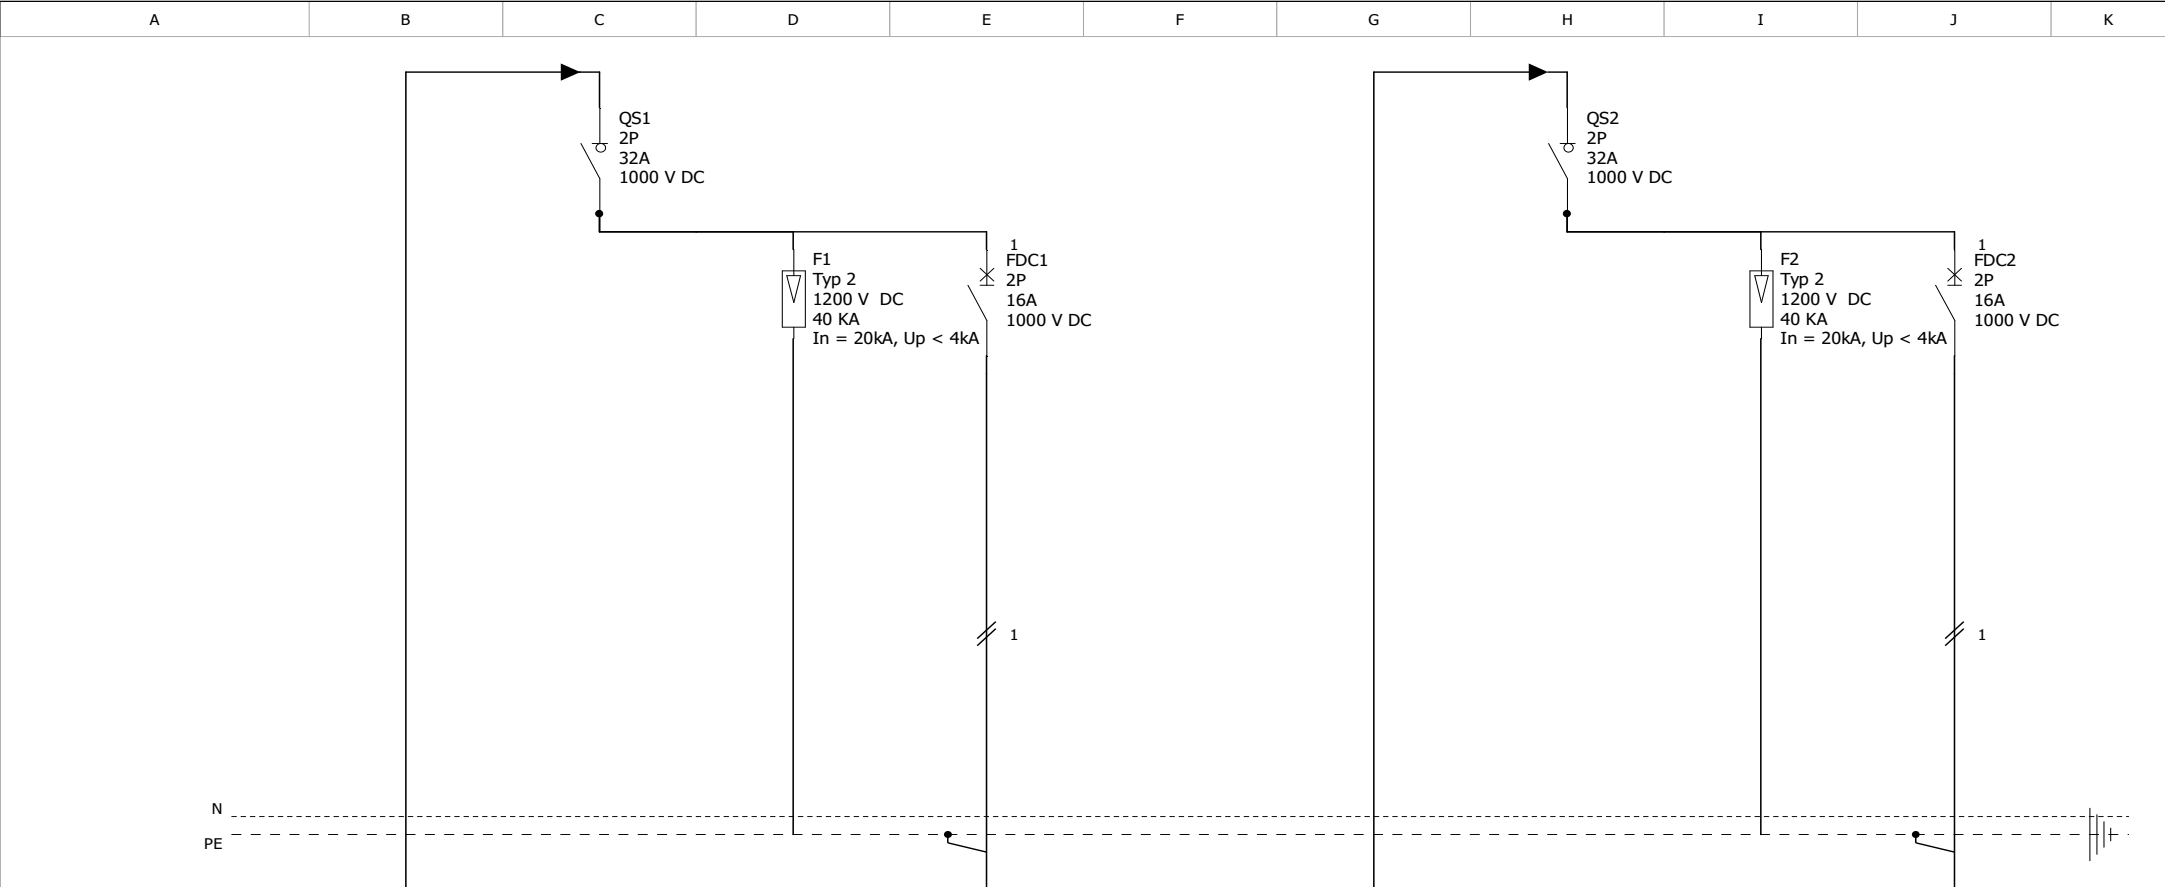 A B C D E F G H I J K
QS1
2P
32A
1000 V DC
QS2
2P
32A
1000 V DC
F1
Typ 2
1200 V  DC
40 KA
In = 20kA, Up < 4kA
1
FDC1
2P
16A
1000 V DC
F2
Typ 2
1200 V  DC
40 KA
In = 20kA, Up < 4kA
1
FDC2
2P
16A
1000 V DC
1
1
N
PE